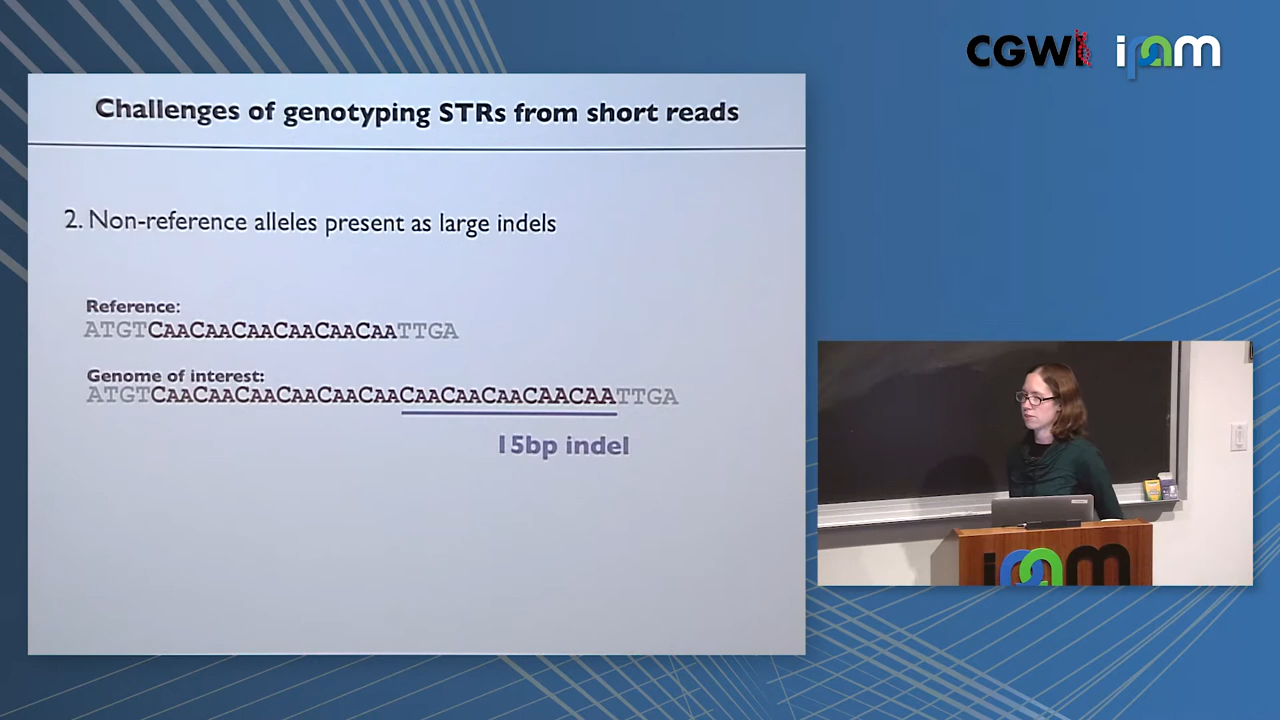 CGWI ipam
Challenges of genotyping STRs from short reads
2. Non-reference alleles present as large indels
Reference:
ATGTCAACAACAACAACAACAATTGA
Genome of interest:
ATGTCAACAACAACAACAACAACAACAACAACAACAATTGA
15bp indel
ipam